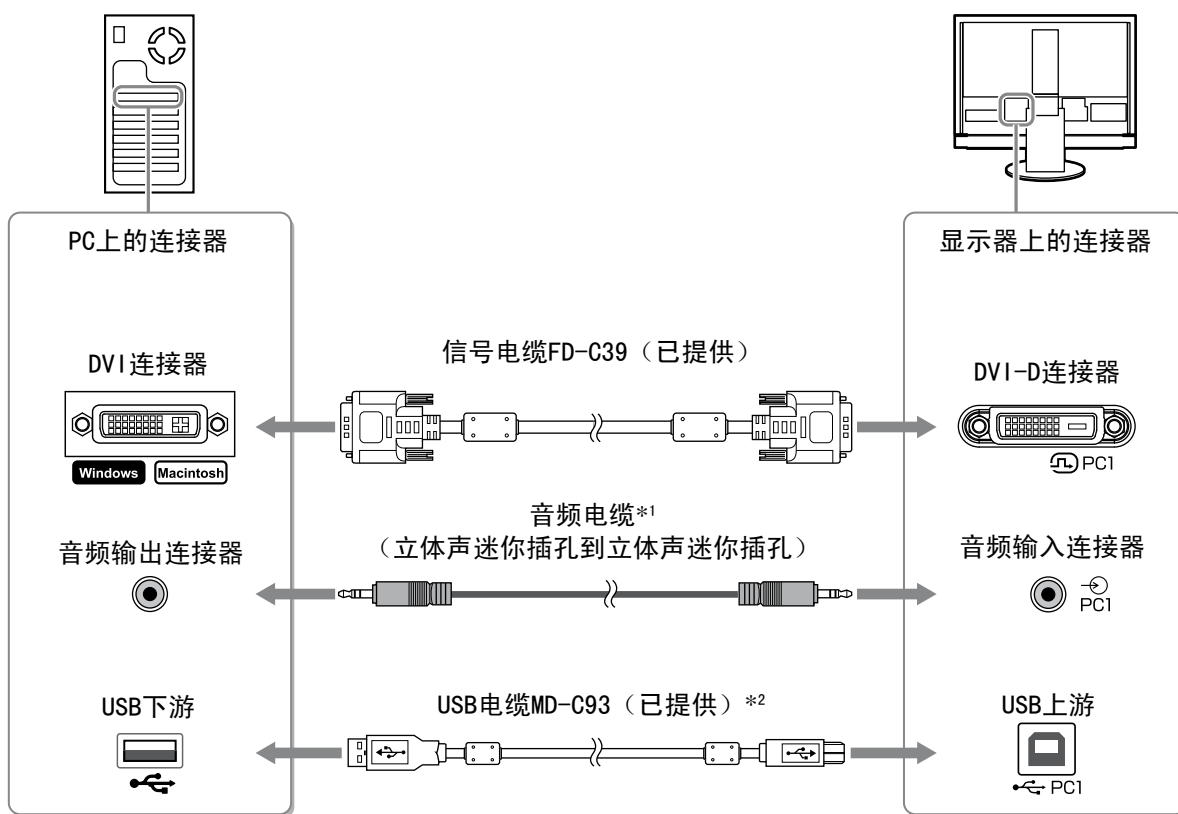 PC上的连接器
显示器上的连接器
信号电缆FD-C39（已提供）
DVI连接器
DVI-D连接器
Windows
Macintosh
PC1
音频电缆*1
（立体声迷你插孔到立体声迷你插孔）
音频输出连接器
音频输入连接器
PC1
USB下游
USB电缆MD-C93（已提供）*2
USB上游
PC1